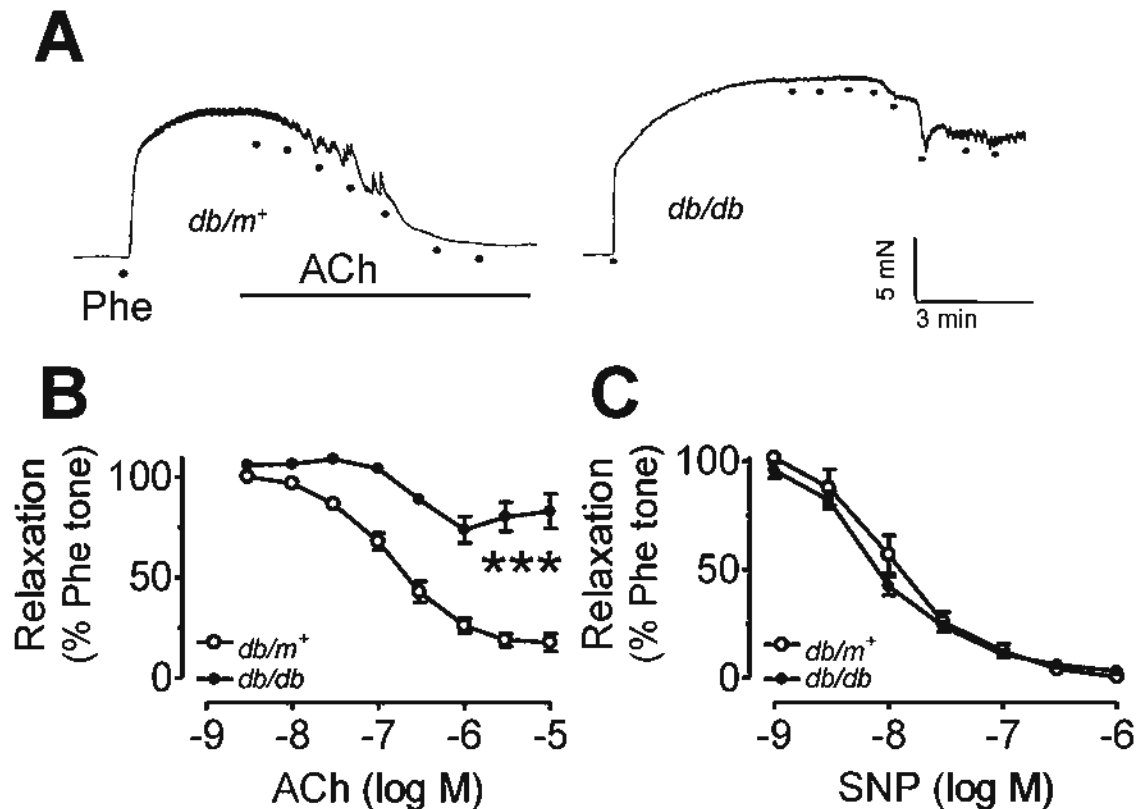 A
db/m+
db/db
ACh
Phe
5 mN
3 min
B
Relaxation
(% Phe tone)
100
50
0
db/m+
db/db
***
-9 -8 -7 -6 -5
ACh (log M)
C
Relaxation
(% Phe tone)
100
50
0
db/m+
db/db
-9 -8 -7 -6
SNP (log M)